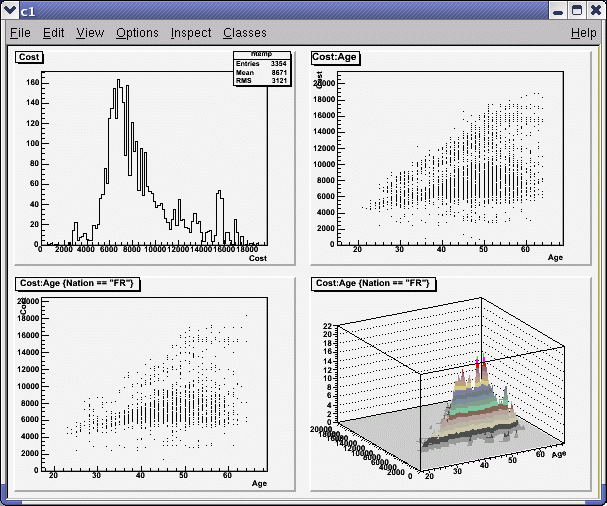 c1
File Edit View Options Inspect Classes Help
Cost
htemp
Entries 3354
Mean 8671
RMS 3121
160
140
120
100
80
60
40
20
0
0 2000 4000 6000 8000 10000 12000 14000 16000 18000
Cost
Cost:Age
Cost
20000
18000
16000
14000
12000
10000
8000
6000
4000
2000
0
20 30 40 50 60
Age
Cost:Age {Nation == "FR"}
Cost
20000
18000
16000
14000
12000
10000
8000
6000
4000
2000
0
20 30 40 50 60
Age
Cost:Age {Nation == "FR"}
22
20
18
16
14
12
10
8
6
4
2
0
20000
18000
16000
14000
12000
10000
8000
6000
4000
2000
0
20 30 40 50 60
Age